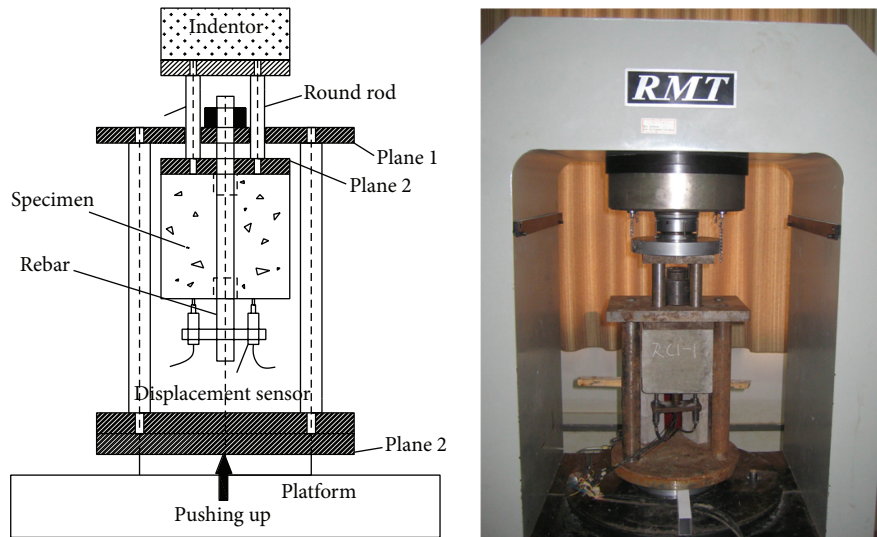 Indentor
Round rod
Plane 1
Plane 2
Specimen
Rebar
Displacement sensor
Plane 2
Platform
Pushing up
RMT
RC1-1